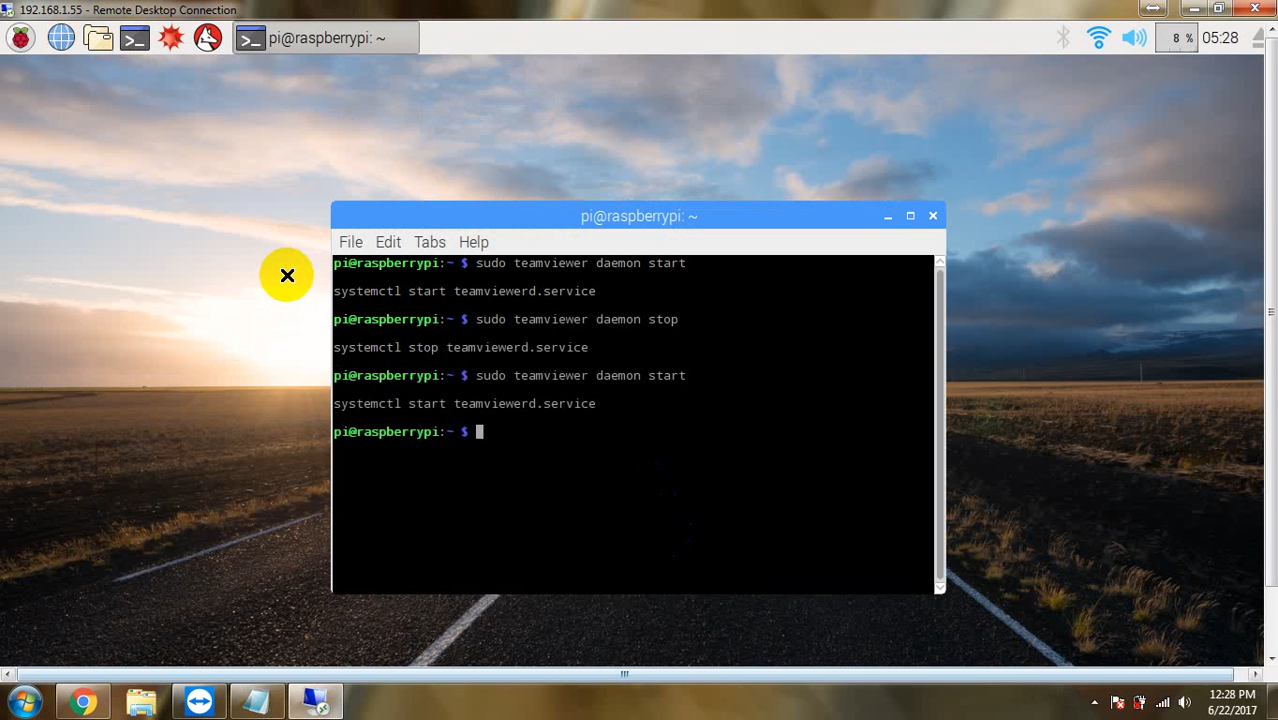 192.168.1.55 - Remote Desktop Connection
pi@raspberrypi: ~
8 %
05:28
pi@raspberrypi: ~
File Edit Tabs Help
pi@raspberrypi:~ $ sudo teamviewer daemon start
systemctl start teamviewerd.service
pi@raspberrypi:~ $ sudo teamviewer daemon stop
systemctl stop teamviewerd.service
pi@raspberrypi:~ $ sudo teamviewer daemon start
systemctl start teamviewerd.service
pi@raspberrypi:~ $
12:28 PM
6/22/2017